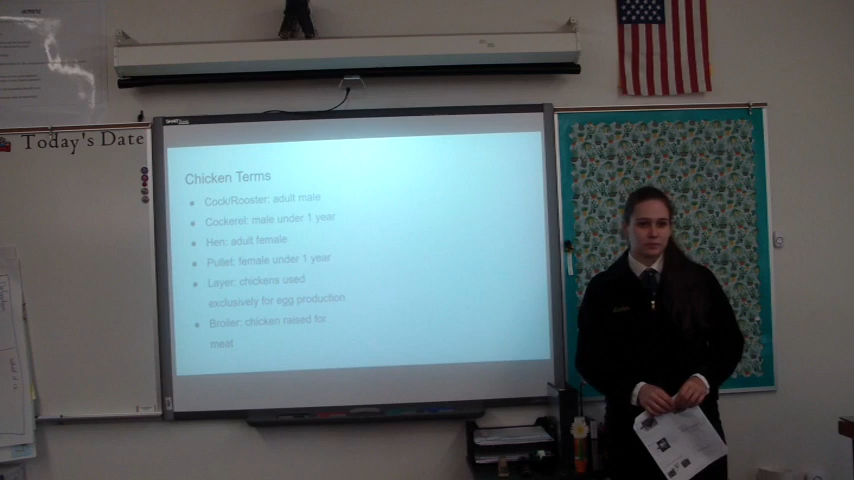 Today's Date
SMART
Chicken Terms
● Cock/Rooster: adult male
● Cockerel: male under 1 year
● Hen: adult female
● Pullet: female under 1 year
● Layer: chickens used
exclusively for egg production
● Broiler: chicken raised for
meat